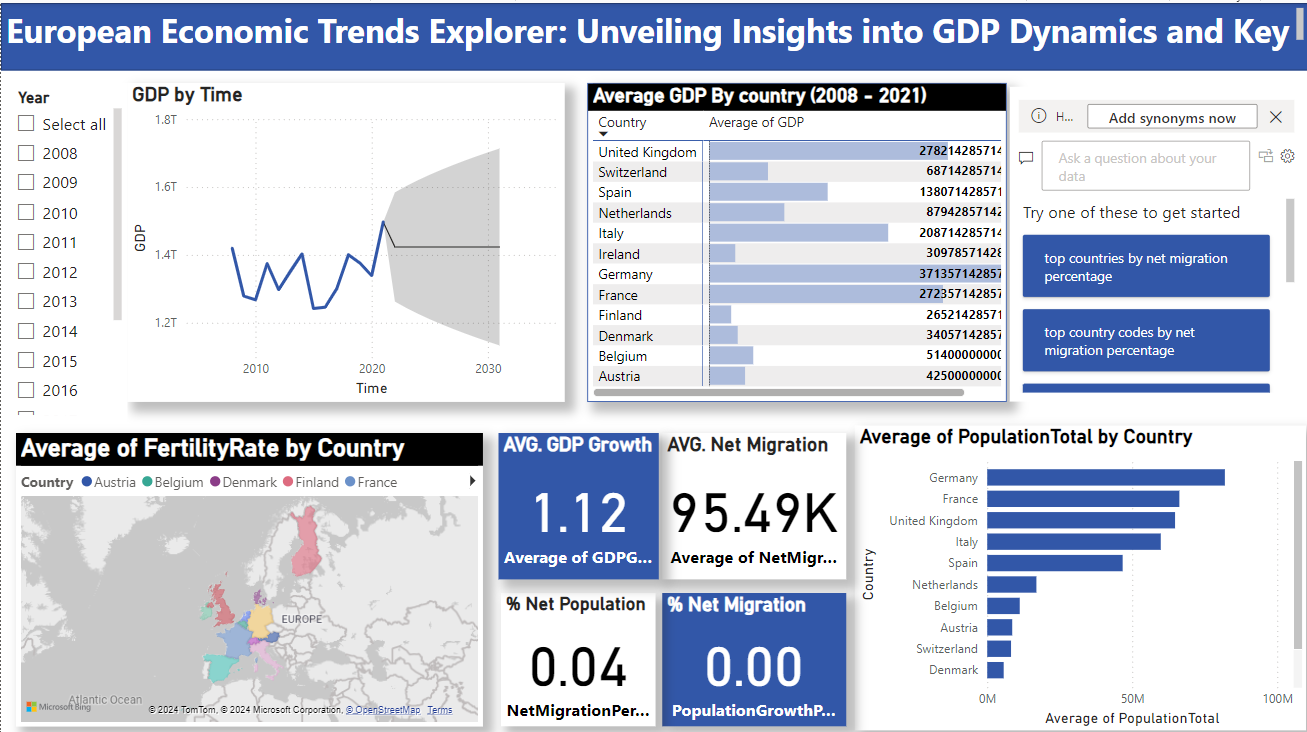 European Economic Trends Explorer: Unveiling Insights into GDP Dynamics and Key
Year
Select all
2008
2009
2010
2011
2012
2013
2014
2015
2016
GDP by Time
1.8T
1.6T
1.4T
1.2T
GDP
2010 2020 2030
Time
Average GDP By country (2008 - 2021)
Country Average of GDP
United Kingdom 278214285714
Switzerland 68714285714
Spain 138071428571
Netherlands 87942857142
Italy 208714285714
Ireland 30978571428
Germany 371357142857
France 272357142857
Finland 26521428571
Denmark 34057142857
Belgium 5140000000
Austria 42500000000
H...
Add synonyms now
Ask a question about your
data
Try one of these to get started
top countries by net migration
percentage
top country codes by net
migration percentage
Average of FertilityRate by Country
Country Austria Belgium Denmark Finland France
EUROPE
Atlantic Ocean
Microsoft Bing
© 2024 TomTom, © 2024 Microsoft Corporation, © OpenStreetMap Terms
AVG. GDP Growth
1.12
Average of GDPG...
AVG. Net Migration
95.49K
Average of NetMigr...
% Net Population
0.04
NetMigrationPer...
% Net Migration
0.00
PopulationGrowthP...
Average of PopulationTotal by Country
Country
Germany
France
United Kingdom
Italy
Spain
Netherlands
Belgium
Austria
Switzerland
Denmark
0M 50M 100M
Average of PopulationTotal